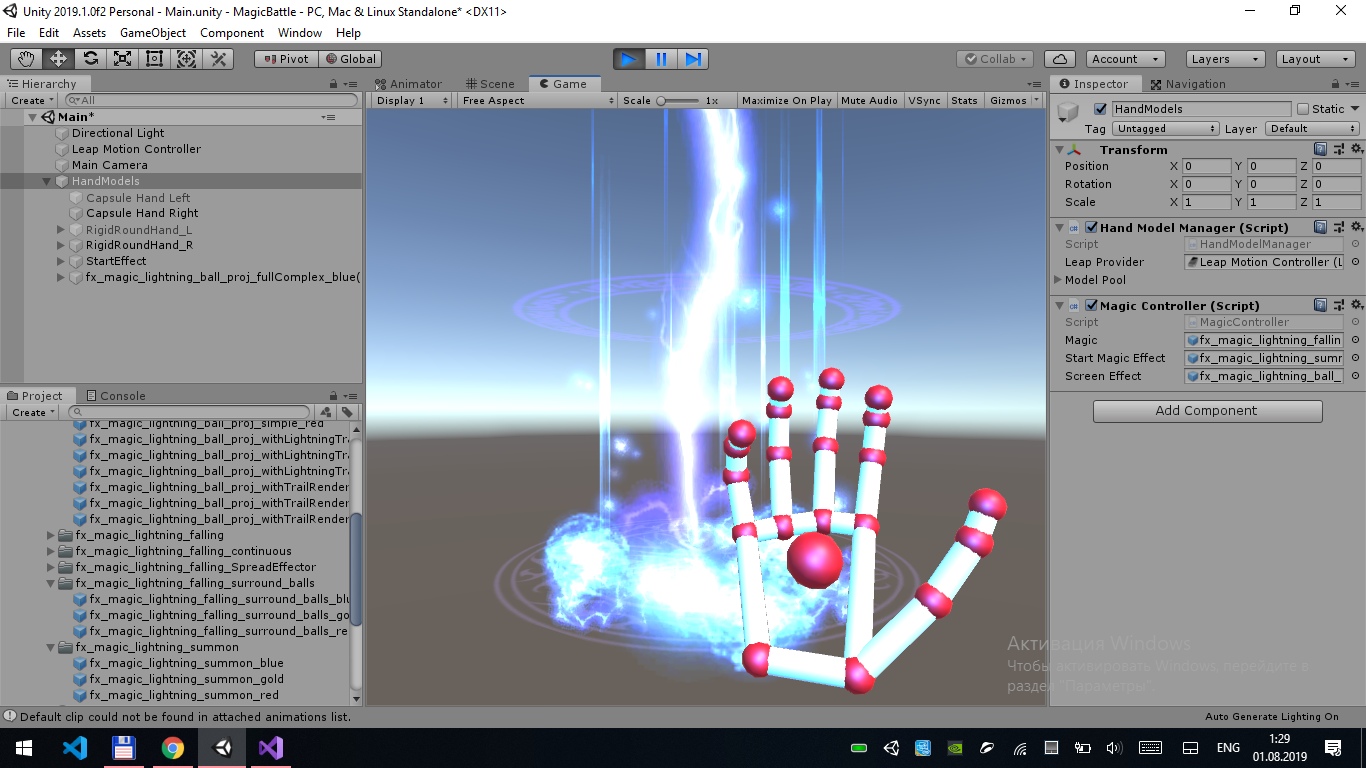 Unity 2019.1.0f2 Personal - Main.unity - MagicBattle - PC, Mac & Linux Standalone* <DX11>
File Edit Assets GameObject Component Window Help
Pivot Global Collab Account Layers Layout
Hierarchy
Create All
Main*
Directional Light
Leap Motion Controller
Main Camera
HandModels
Capsule Hand Left
Capsule Hand Right
RigidRoundHand_L
RigidRoundHand_R
StartEffect
fx_magic_lightning_ball_proj_fullComplex_blue(
Project Console
Create
fx_magic_lightning_ball_proj_simple_red
fx_magic_lightning_ball_proj_withLightningTra
fx_magic_lightning_ball_proj_withLightningTra
fx_magic_lightning_ball_proj_withLightningTra
fx_magic_lightning_ball_proj_withTrailRender
fx_magic_lightning_ball_proj_withTrailRender
fx_magic_lightning_ball_proj_withTrailRender
fx_magic_lightning_falling
fx_magic_lightning_falling_continuous
fx_magic_lightning_falling_SpreadEffector
fx_magic_lightning_falling_surround_balls
fx_magic_lightning_falling_surround_balls_blu
fx_magic_lightning_falling_surround_balls_go
fx_magic_lightning_falling_surround_balls_re
fx_magic_lightning_summon
fx_magic_lightning_summon_blue
fx_magic_lightning_summon_gold
fx_magic_lightning_summon_red
Animator Scene Game
Display 1 Free Aspect Scale 1x Maximize On Play Mute Audio VSync Stats Gizmos
Inspector Navigation
HandModels Static
Tag Untagged Layer Default
Transform
Position X 0 Y 0 Z 0
Rotation X 0 Y 0 Z 0
Scale X 1 Y 1 Z 1
Hand Model Manager (Script)
Script HandModelManager
Leap Provider Leap Motion Controller (L
Model Pool
Magic Controller (Script)
Script MagicController
Magic fx_magic_lightning_fallin
Start Magic Effect fx_magic_lightning_sumr
Screen Effect fx_magic_lightning_ball_
Add Component
Активация Windows
Чтобы активировать Windows, перейдите в
раздел "Параметры".
Default clip could not be found in attached animations list.
Auto Generate Lighting On
ENG
1:29
01.08.2019